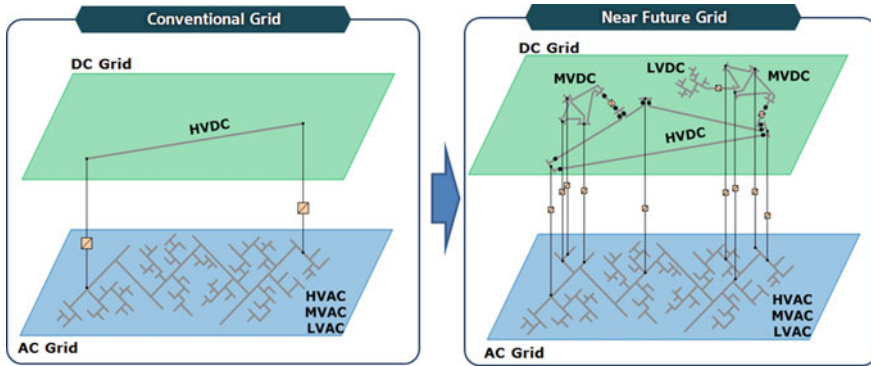 Conventional Grid
DC Grid
HVDC
HVAC
MVAC
LVAC
AC Grid
Near Future Grid
DC Grid
LVDC
MVDC
MVDC
HVDC
HVAC
MVAC
LVAC
AC Grid